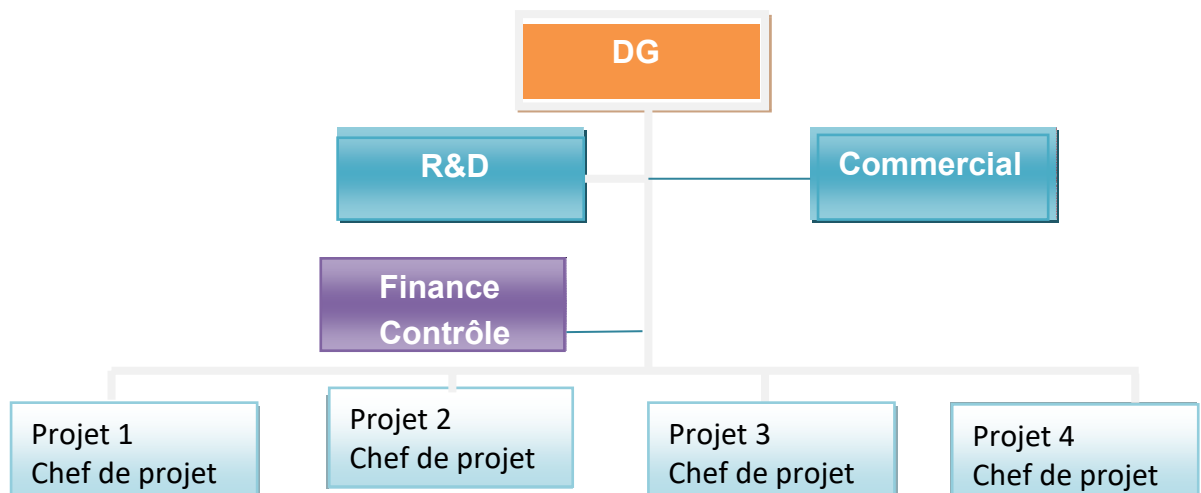 DG
R&D
Commercial
Finance
Contrôle
Projet 1
Chef de projet
Projet 2
Chef de projet
Projet 3
Chef de projet
Projet 4
Chef de projet